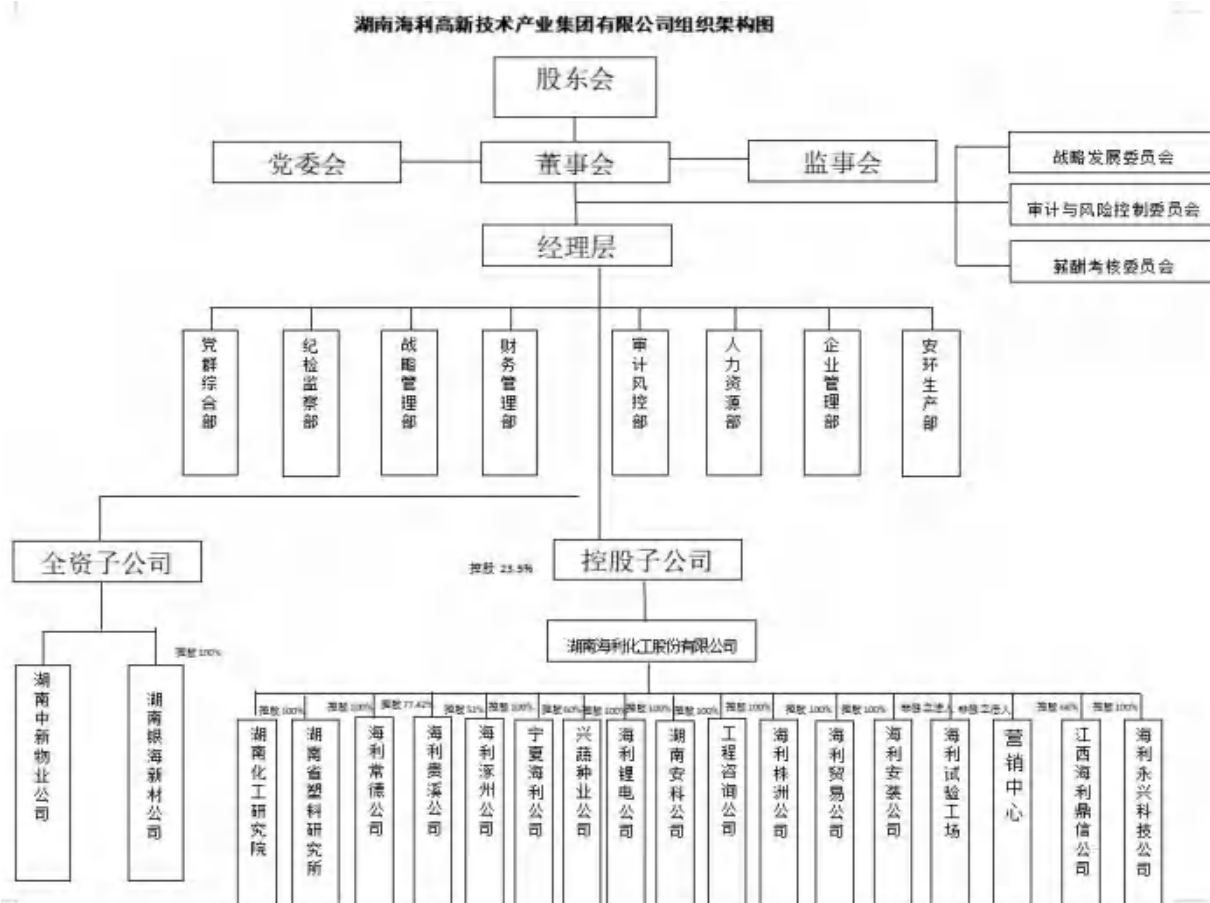 湖南海利高新技术产业集团有限公司组织架构图
股东会
党委会
董事会
监事会
战略发展委员会
审计与风险控制委员会
薪酬考核委员会
经理层
党群综合部
纪检监察部
战略管理部
财务管理部
审计风控部
人力资源部
企业管理部
安环生产部
全资子公司
控股 23.5%
控股子公司
湖南海利化工股份有限公司
控股 100%
湖南中新物业公司
湖南眼海新材公司
控股 100%
控股 100%
控股 77.42%
控股 51%
控股 100%
控股 60%
控股 100%
控股 100%
控股 100%
控股 100%
控股 100%
控股 100%
控股 100%
湖南化工研究院
湖南省塑料研究所
海利常德公司
海利贵溪公司
海利涿州公司
宁夏海利公司
兴蔬种业公司
海利锂电公司
湖南安科公司
工程咨询公司
海利株洲公司
海利贸易公司
海利安装公司
海利试验工场
营销中心
江西海利鼎信公司
海利永兴科技公司